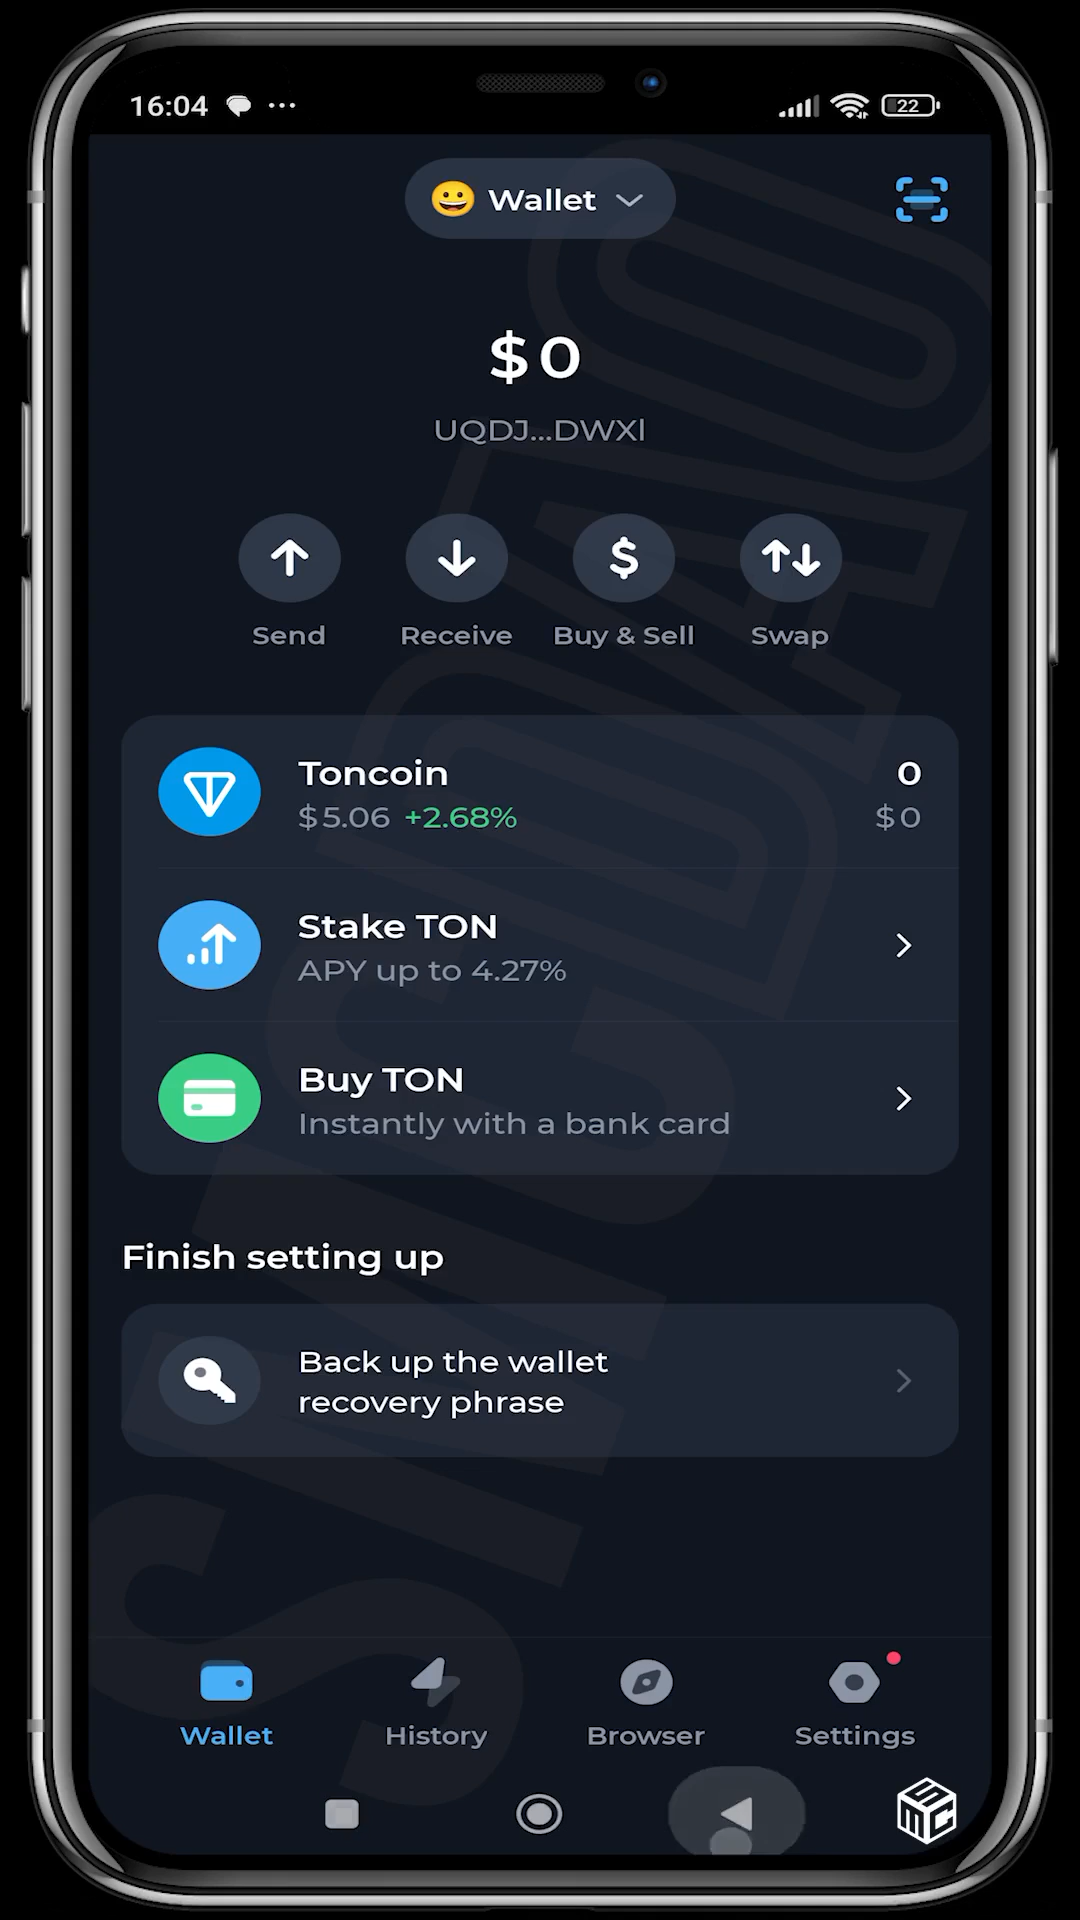 16:04
22
Wallet
$0
UQDJ...DWXl
Send
Receive
Buy & Sell
Swap
Toncoin
0
$5.06 +2.68%
$0
Stake TON
APY up to 4.27%
Buy TON
Instantly with a bank card
Finish setting up
Back up the wallet
recovery phrase
Wallet
History
Browser
Settings